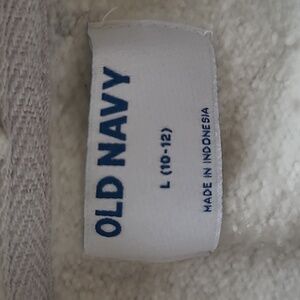 OLD NAVY
L (10-12)
MADE IN INDONESIA